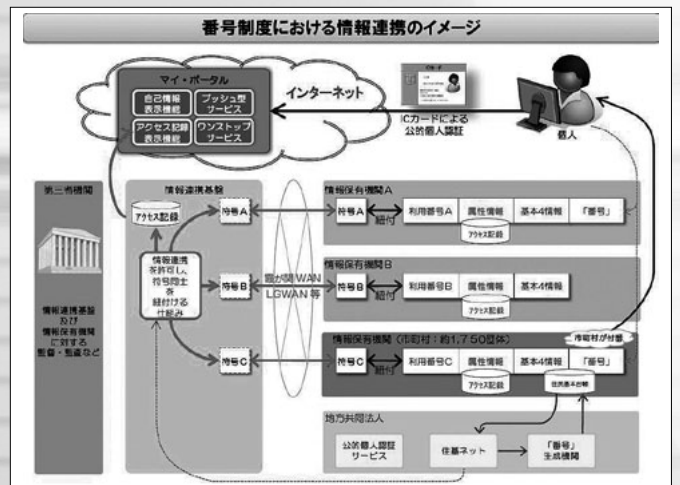 番号制度における情報連携のイメージ
マイ・ポータル
自己情報
表示機能
プッシュ型
サービス
アクセス記録
表示機能
ワンストップ
サービス
インターネット
ICカードによる
公的個人認証
個人
第三者機関
情報連携基盤
及び
情報保有機関
に対する
監督・監査など
情報連携基盤
アクセス記録
情報連携
を許可し、
符号同士を
紐付ける
仕組み
符号A
符号B
符号C
霞が関WAN
LGWAN 等
情報保有機関A
符号A
紐付
利用番号A
属性情報
基本4情報
「番号」
アクセス記録
情報保有機関B
符号B
紐付
利用番号B
属性情報
基本4情報
アクセス記録
情報保有機関(市町村:約1,750団体)
市町村が付番
符号C
紐付
利用番号C
属性情報
基本4情報
「番号」
アクセス記録
住民基本台帳
地方共同法人
公的個人認証
サービス
住基ネット
「番号」
生成機関